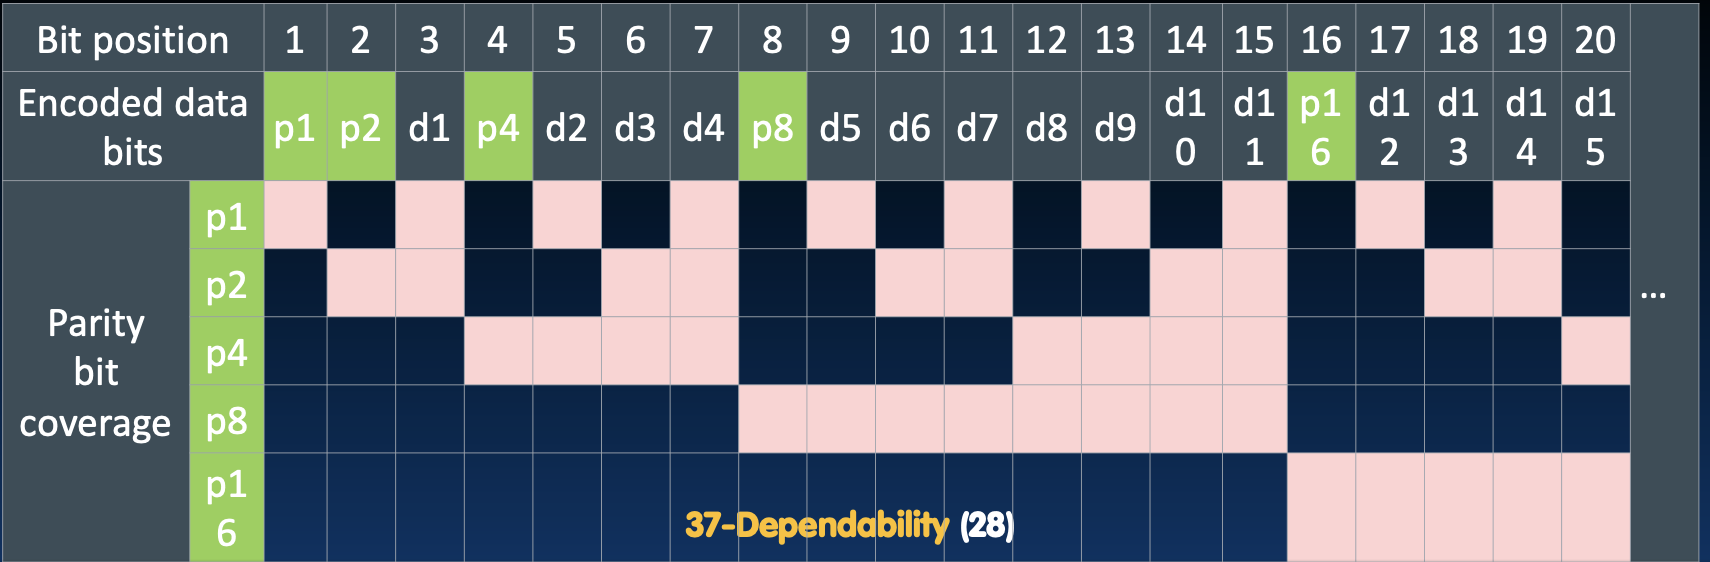 Bit position 1 2 3 4 5 6 7 8 9 10 11 12 13 14 15 16 17 18 19 20
Encoded data bits p1 p2 d1 p4 d2 d3 d4 p8 d5 d6 d7 d8 d9 d10 d11 p16 d12 d13 d14 d15
Parity
bit
coverage
p1
p2
...
p4
p8
p1
6
37-Dependability (28)